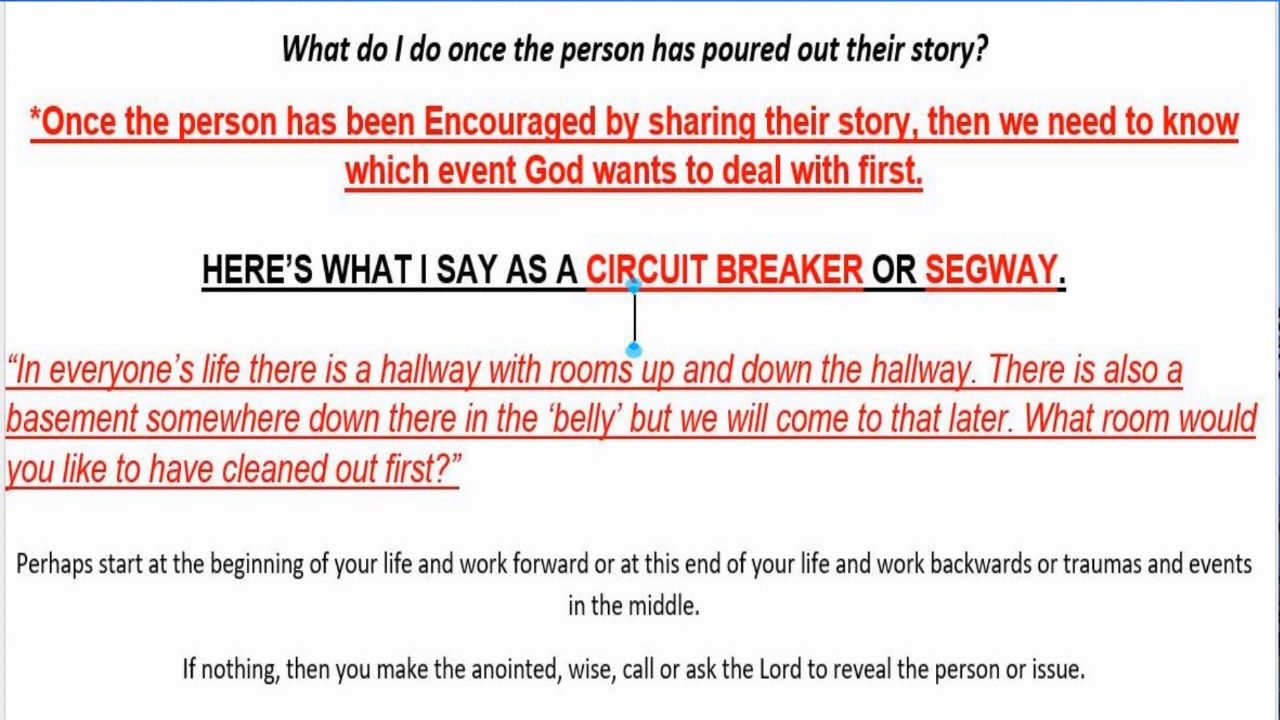 What do I do once the person has poured out their story?
*Once the person has been Encouraged by sharing their story, then we need to know
which event God wants to deal with first.
HERE’S WHAT I SAY AS A CIRCUIT BREAKER OR SEGWAY.
“In everyone’s life there is a hallway with rooms up and down the hallway. There is also a
basement somewhere down there in the ‘belly’ but we will come to that later. What room would
you like to have cleaned out first?”
Perhaps start at the beginning of your life and work forward or at this end of your life and work backwards or traumas and events
in the middle.
If nothing, then you make the anointed, wise, call or ask the Lord to reveal the person or issue.